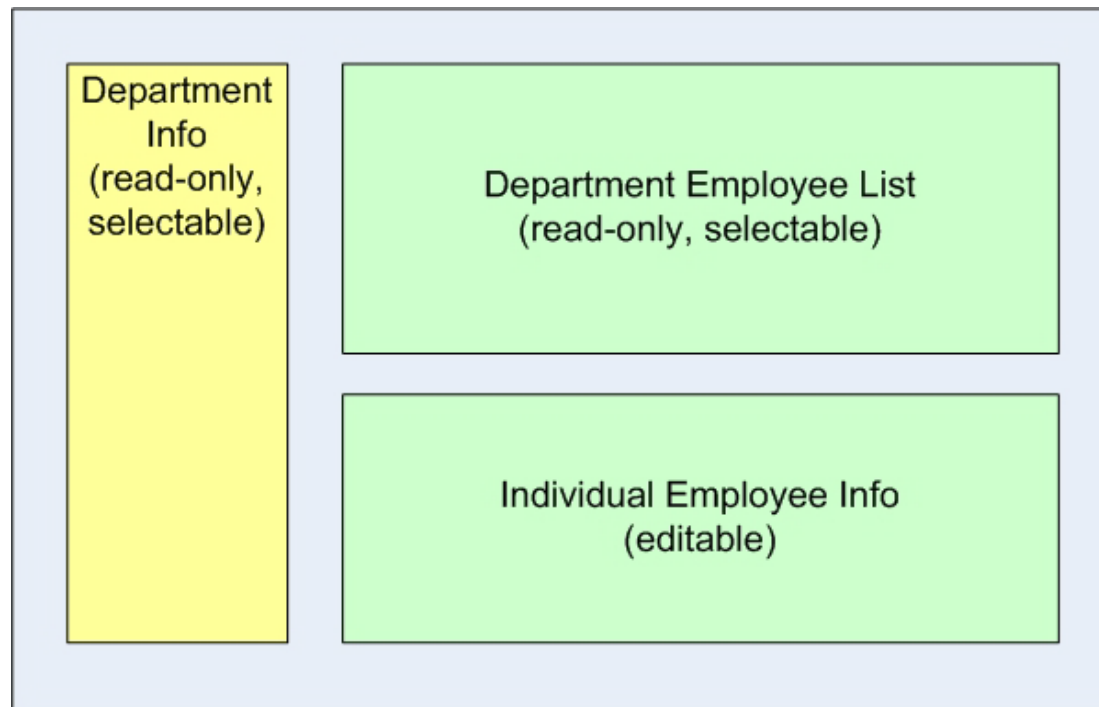 Department
Info
(read-only,
selectable)
Department Employee List
(read-only, selectable)
Individual Employee Info
(editable)